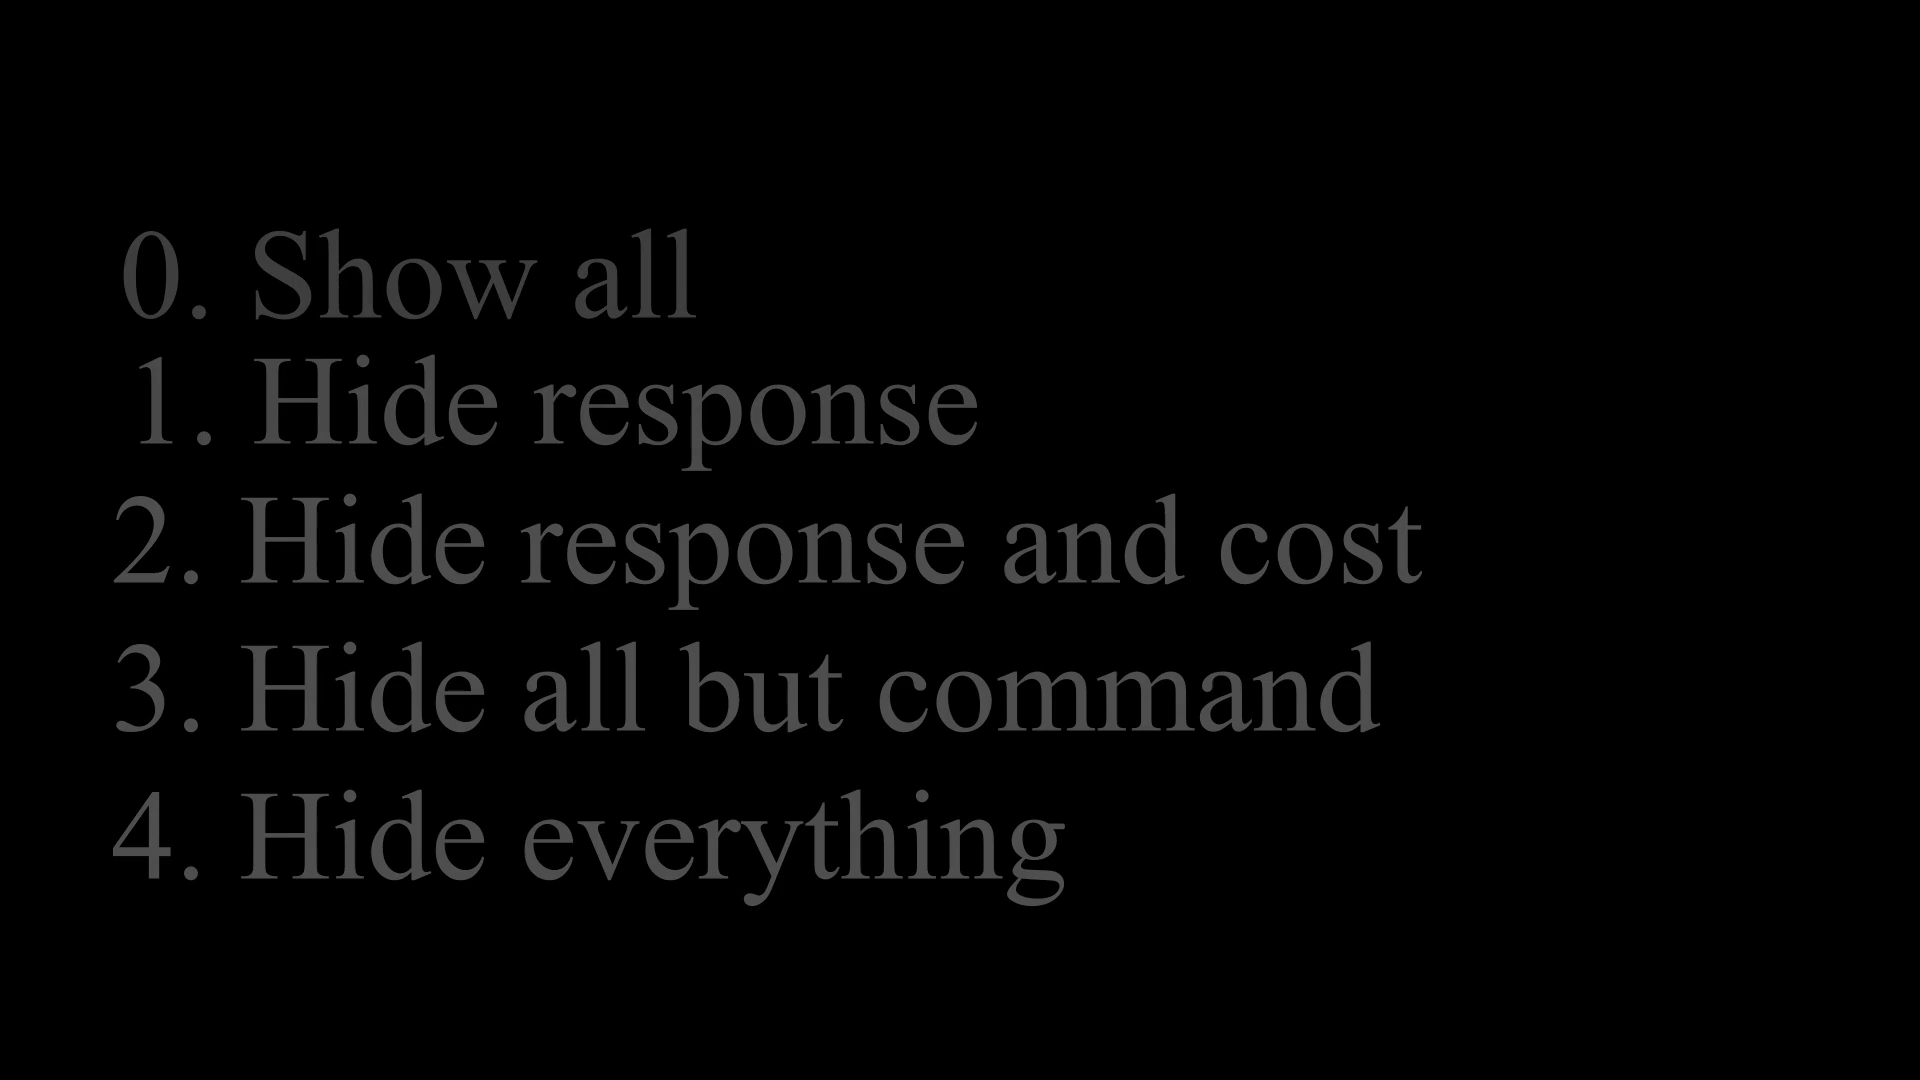 0. Show all
1. Hide response
2. Hide response and cost
3. Hide all but command
4. Hide everything